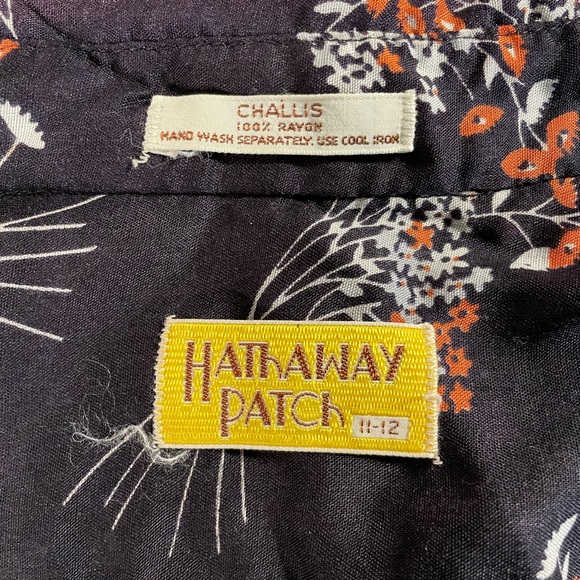 CHALLIS
100% RAYON
HAND WASH SEPARATELY. USE COOL IRON
HAThAWAY
PATCh
11-12